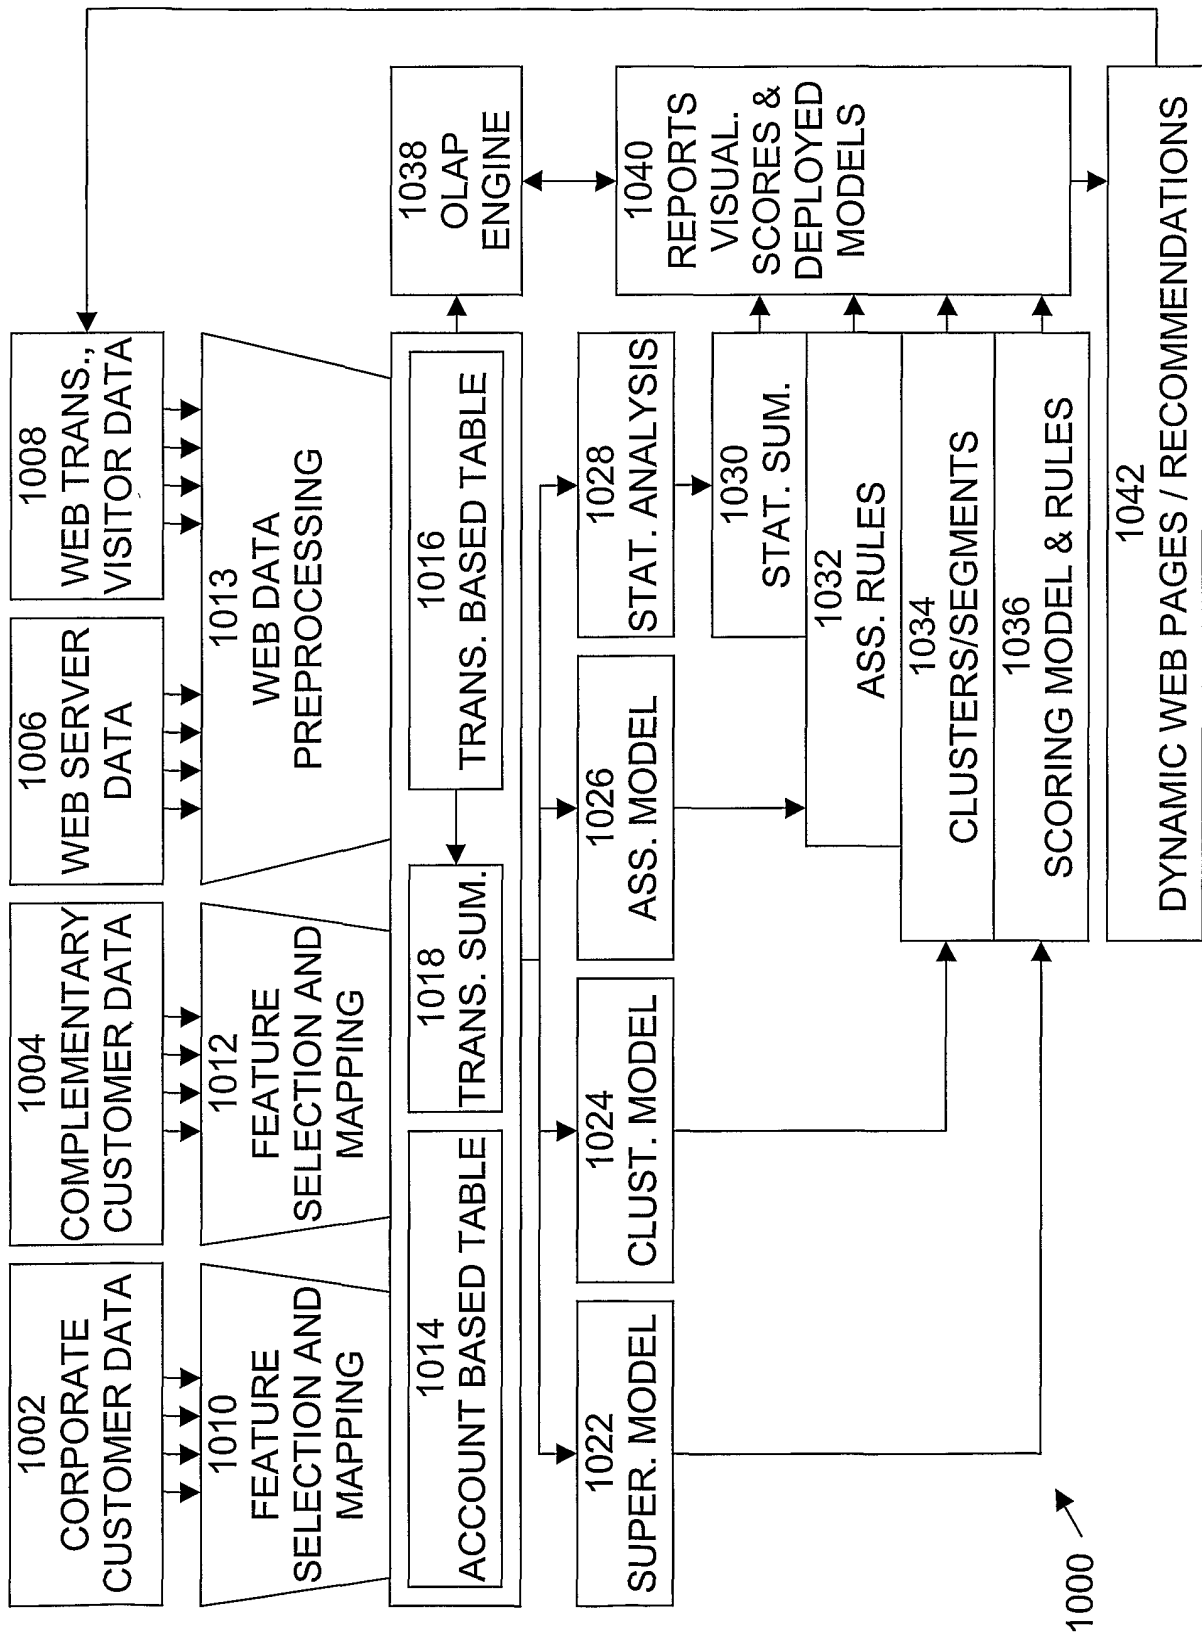 1002
CORPORATE
CUSTOMER DATA
1004
COMPLEMENTARY
CUSTOMER DATA
1006
WEB SERVER
DATA
1008
WEB TRANS.,
VISITOR DATA
1010
FEATURE
SELECTION AND
MAPPING
1012
FEATURE
SELECTION AND
MAPPING
1013
WEB DATA
PREPROCESSING
1014
ACCOUNT BASED TABLE
1018
TRANS. SUM.
1016
TRANS. BASED TABLE
1038
OLAP
ENGINE
1022
SUPER. MODEL
1024
CLUST. MODEL
1026
ASS. MODEL
1028
STAT. ANALYSIS
1030
STAT. SUM.
1032
ASS. RULES
1034
CLUSTERS/SEGMENTS
1036
SCORING MODEL & RULES
1040
REPORTS
VISUAL.
SCORES &
DEPLOYED
MODELS
1042
DYNAMIC WEB PAGES / RECOMMENDATIONS
1000